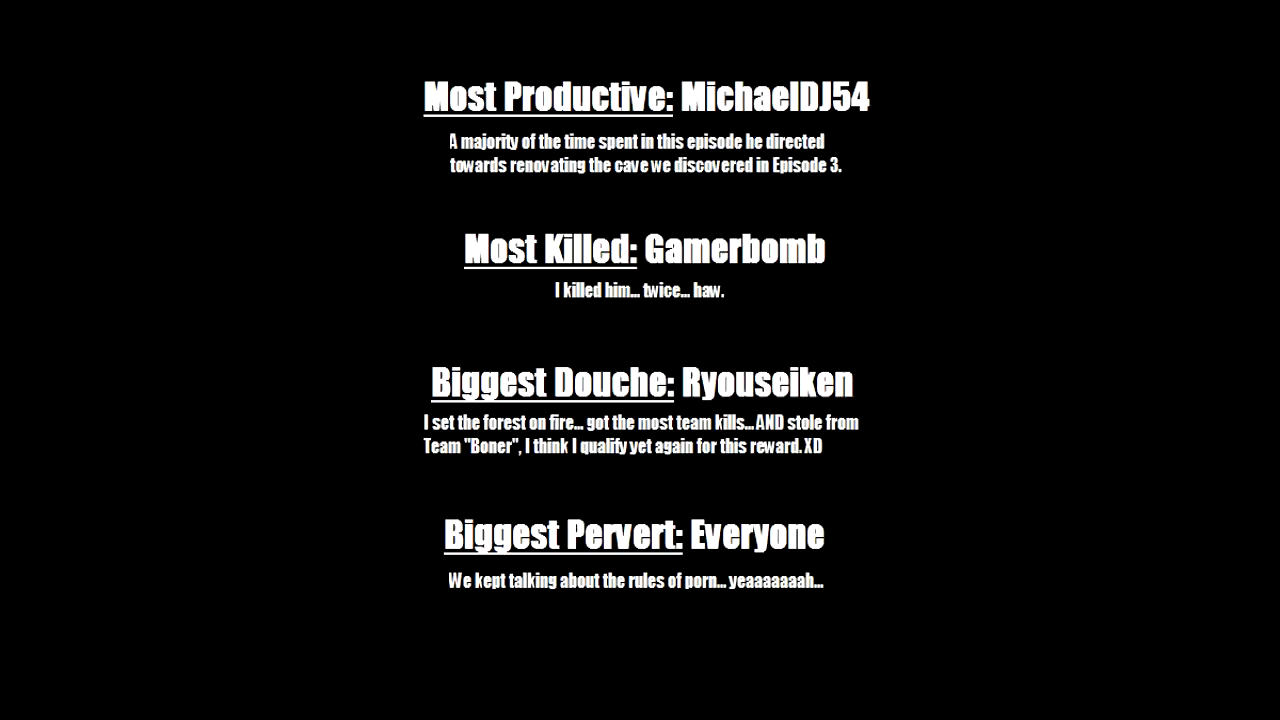 Most Productive: MichaelDJ54
A majority of the time spent in this episode he directed
towards renovating the cave we discovered in Episode 3.
Most Killed: Gamerbomb
I killed him... twice... haw.
Biggest Douche: Ryouseiken
I set the forest on fire... got the most team kills... AND stole from
Team "Boner", I think I qualify yet again for this reward. XD
Biggest Pervert: Everyone
We kept talking about the rules of porn... yeaaaaaaah...